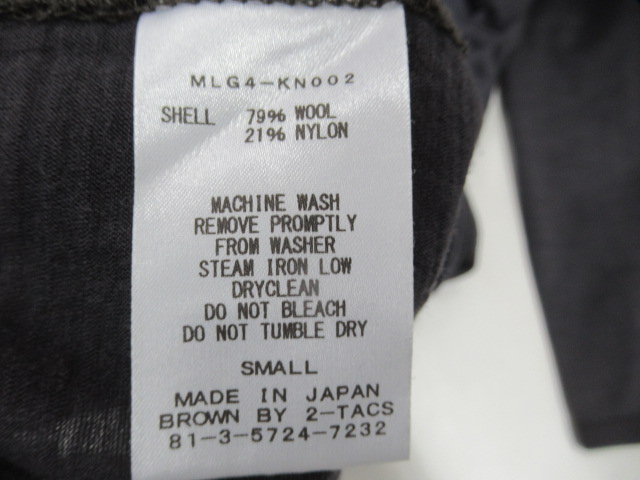 MLG4-KN002
SHELL 79% WOOL
21% NYLON
MACHINE WASH
REMOVE PROMPTLY
FROM WASHER
STEAM IRON LOW
DRYCLEAN
DO NOT BLEACH
DO NOT TUMBLE DRY
SMALL
MADE IN JAPAN
BROWN BY 2-TACS
81-3-5724-7232